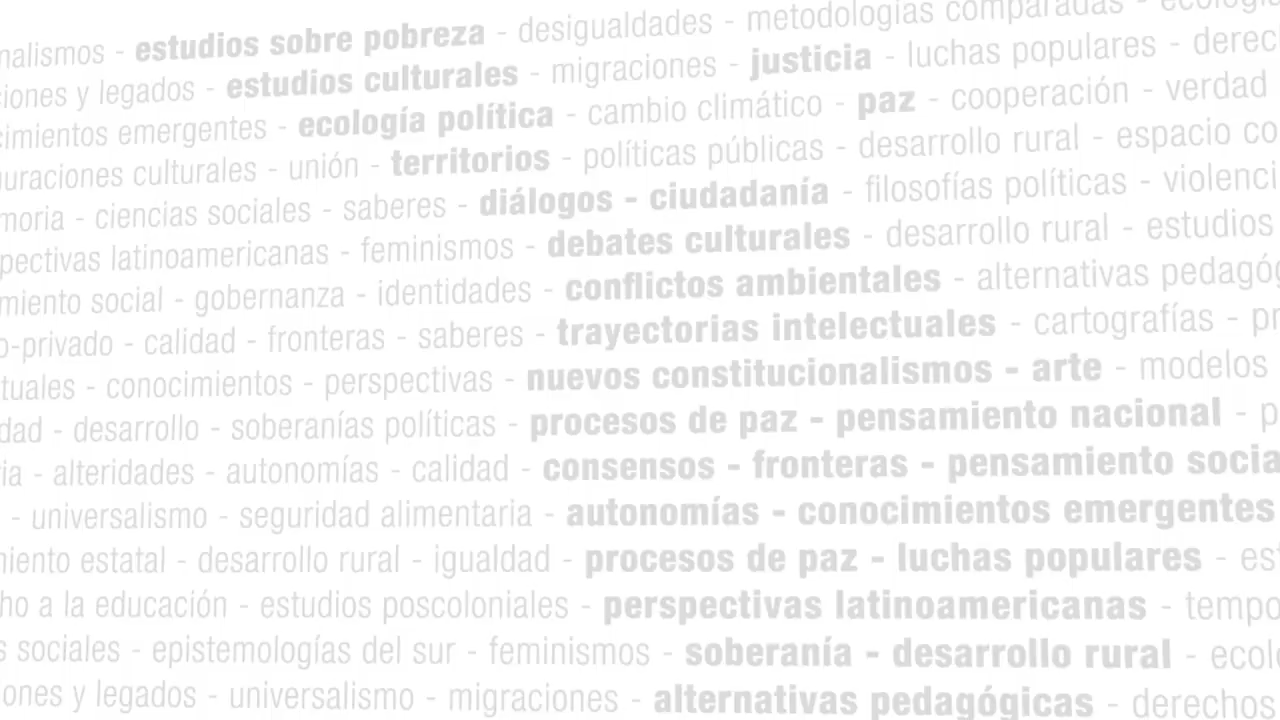 nalismos - estudios sobre pobreza - desigualdades - metodologías comparadas - ecología
ciones y legados - estudios culturales - migraciones - justicia - luchas populares - derec
cimientos emergentes - ecología política - cambio climático - paz - cooperación - verdad
uraciones culturales - unión - territorios - políticas públicas - desarrollo rural - espacio co
moria - ciencias sociales - saberes - diálogos - ciudadanía - filosofías políticas - violenci
pectivas latinoamericanas - feminismos - debates culturales - desarrollo rural - estudios
miento social - gobernanza - identidades - conflictos ambientales - alternativas pedagóg
o-privado - calidad - fronteras - saberes - trayectorias intelectuales - cartografías - pr
tuales - conocimientos - perspectivas - nuevos constitucionalismos - arte - modelos
dad - desarrollo - soberanías políticas - procesos de paz - pensamiento nacional - p
ia - alteridades - autonomías - calidad - consensos - fronteras - pensamiento socia
- universalismo - seguridad alimentaria - autonomías - conocimientos emergentes
niento estatal - desarrollo rural - igualdad - procesos de paz - luchas populares - est
ho a la educación - estudios poscoloniales - perspectivas latinoamericanas - tempo
s sociales - epistemologías del sur - feminismos - soberanía - desarrollo rural - ecol
iones y legados - universalismo - migraciones - alternativas pedagógicas - derechos